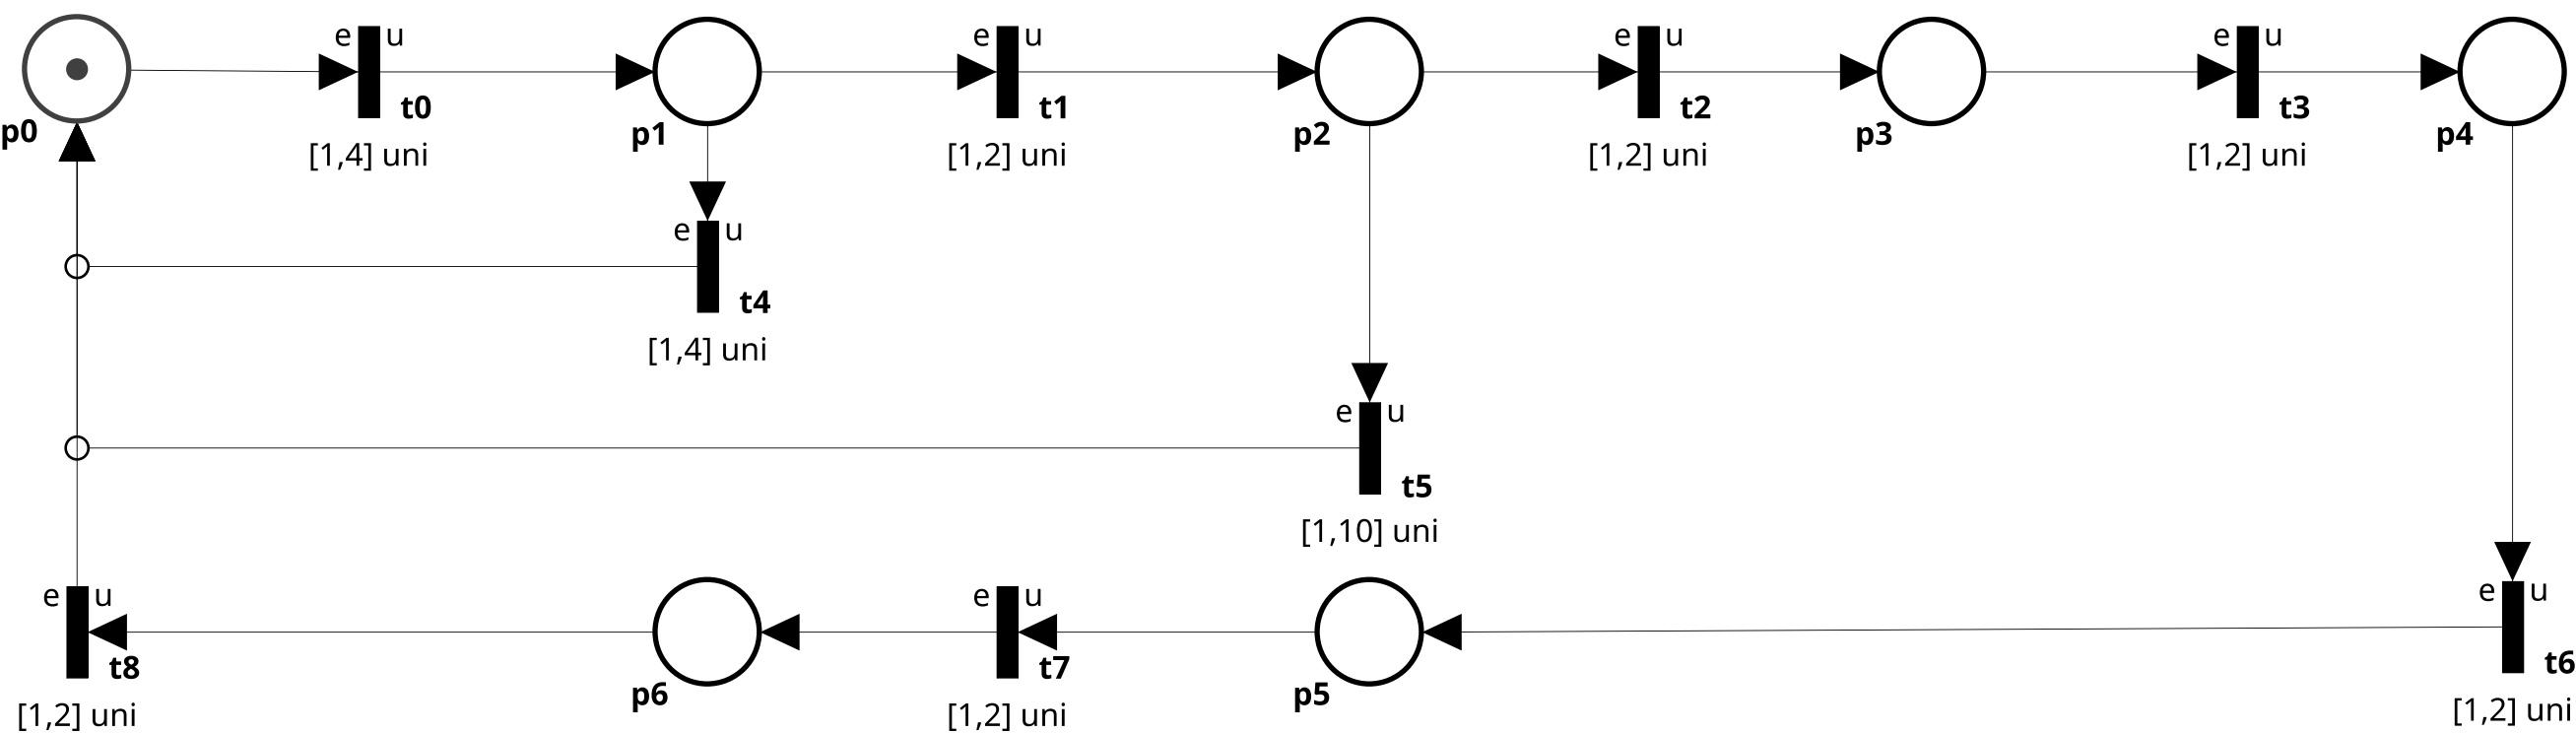 e u e u e u e u
t0 t1 t2 t3
p0 p1 p2 p3 p4
[1,4] uni [1,2] uni [1,2] uni [1,2] uni
e u
t4
[1,4] uni
e u
t5
[1,10] uni
e u e u e u
t8 t7 t6
p6 p5
[1,2] uni [1,2] uni [1,2] uni